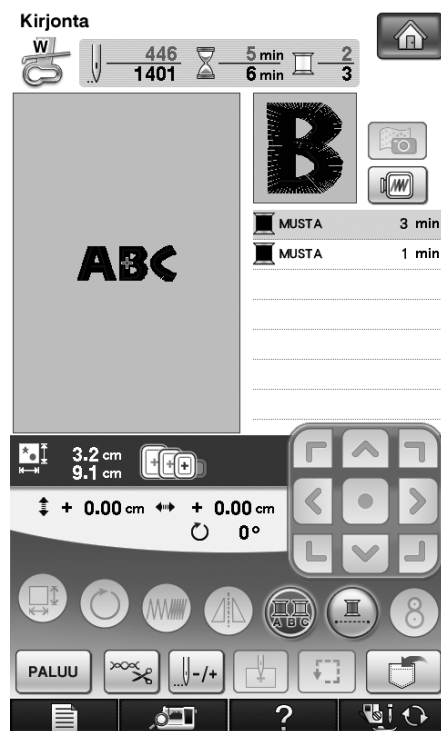 Kirjonta
W
446 5 min 2
1401 6 min 3
B
MUSTA 3 min
MUSTA 1 min
ABC
3.2 cm
9.1 cm
+ 0.00 cm + 0.00 cm
0°
A B C
8
PALUU -/+
?